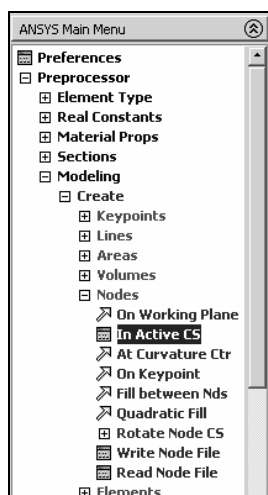 ANSYS Main Menu
Preferences
Preprocessor
Element Type
Real Constants
Material Props
Sections
Modeling
Create
Keypoints
Lines
Areas
Volumes
Nodes
On Working Plane
In Active CS
At Curvature Ctr
On Keypoint
Fill between Nds
Quadratic Fill
Rotate Node CS
Write Node File
Read Node File
Elements